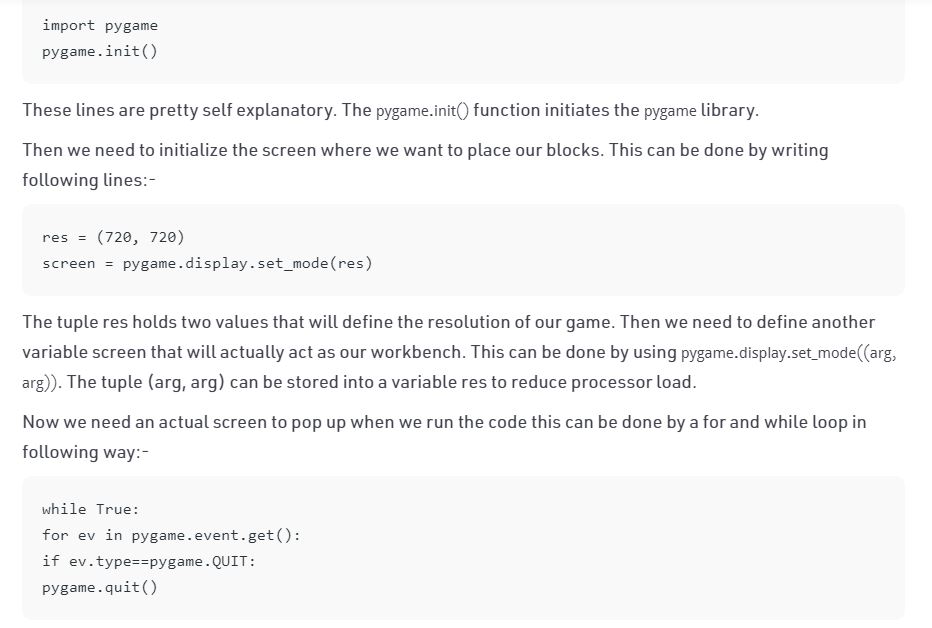 import pygame
pygame.init()
These lines are pretty self explanatory. The pygame.init() function initiates the pygame library.
Then we need to initialize the screen where we want to place our blocks. This can be done by writing
following lines:-
res = (720, 720)
screen = pygame.display.set_mode(res)
The tuple res holds two values that will define the resolution of our game. Then we need to define another
variable screen that will actually act as our workbench. This can be done by using pygame.display.set_mode((arg,
arg)). The tuple (arg, arg) can be stored into a variable res to reduce processor load.
Now we need an actual screen to pop up when we run the code this can be done by a for and while loop in
following way:-
while True:
for ev in pygame.event.get():
if ev.type==pygame.QUIT:
pygame.quit()